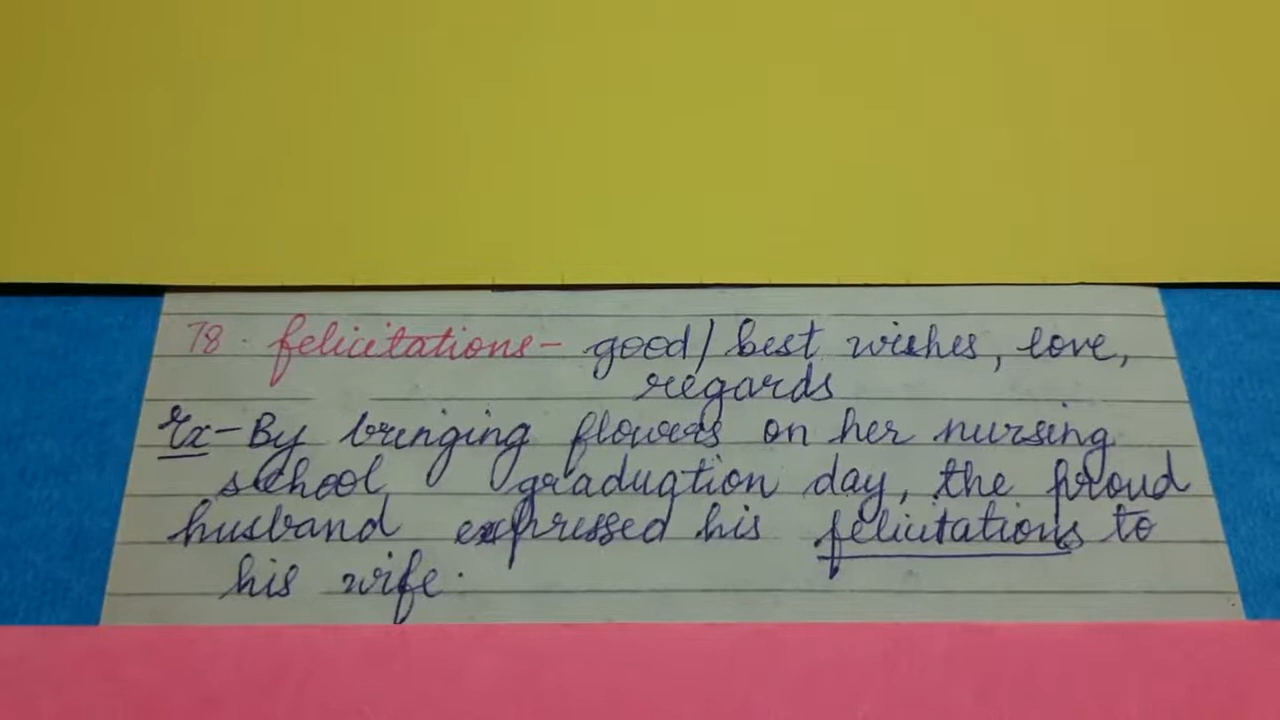 78. felicitations - good/best wishes, love,
regards
Ex - By bringing flowers on her nursing
school, graduation day, the proud
husband expressed his felicitations to
his wife.